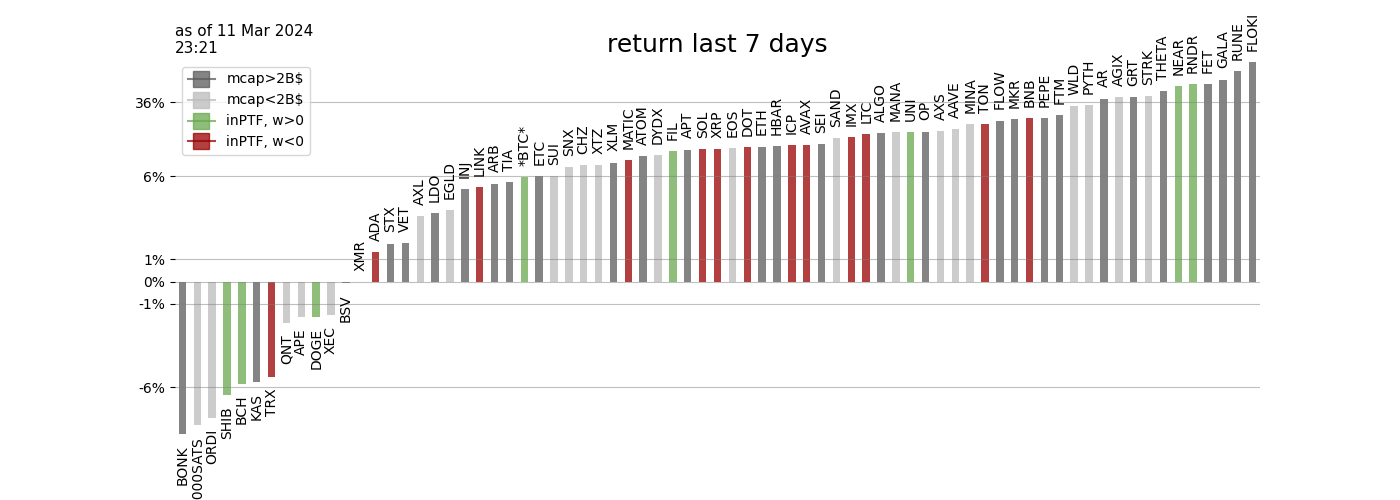 as of 11 Mar 2024
23:21
return last 7 days
mcap>2B$
mcap<2B$
inPTF, w>0
inPTF, w<0
36%
6%
1%
0%
-1%
-6%
BONK
000SATS
ORDI
SHIB
BCH
KAS
TRX
QNT
APE
DOGE
XEC
BSV
XMR
ADA
STX
VET
AXL
LDO
EGLD
INJ
LINK
ARB
TIA
*BTC*
ETC
SUI
SNX
CHZ
XTZ
XLM
MATIC
ATOM
DYDX
FIL
APT
SOL
XRP
EOS
DOT
ETH
HBAR
ICP
AVAX
SEI
SAND
IMX
LTC
ALGO
MANA
UNI
OP
AXS
AAVE
MINA
TON
FLOW
MKR
BNB
PEPE
FTM
WLD
PYTH
AR
AGIX
GRT
STRK
THETA
NEAR
RNDR
FET
GALA
RUNE
FLOKI